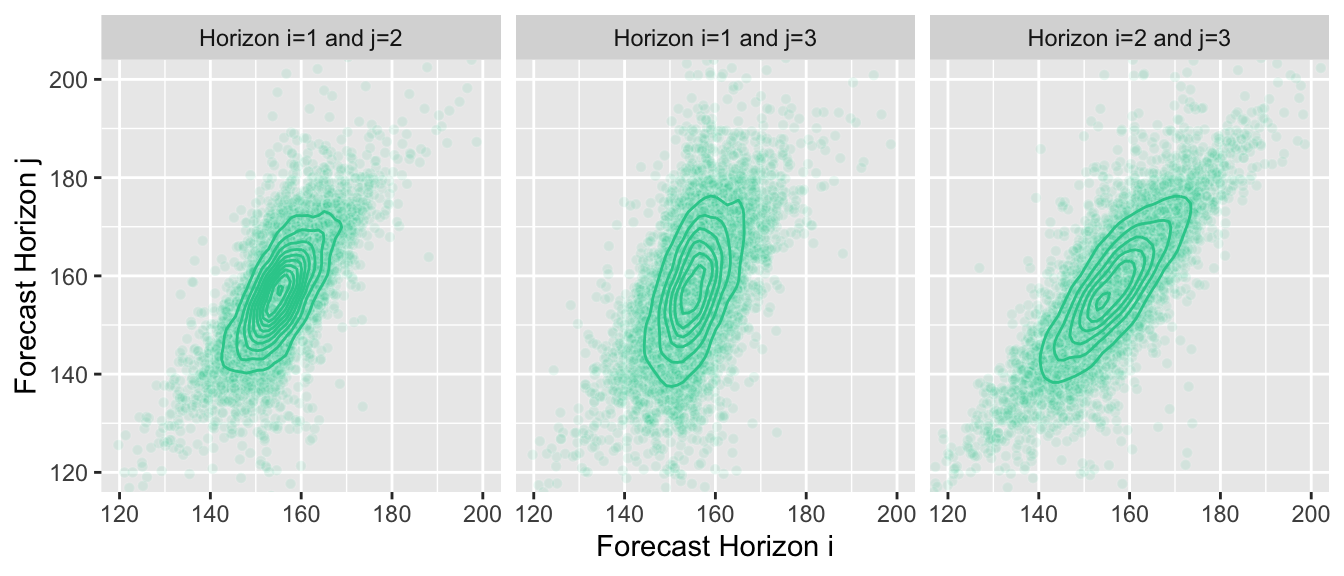 Horizon i=1 and j=2
Horizon i=1 and j=3
Horizon i=2 and j=3
Forecast Horizon j
200
180
160
140
120
120 140 160 180 200
120 140 160 180 200
120 140 160 180 200
Forecast Horizon i